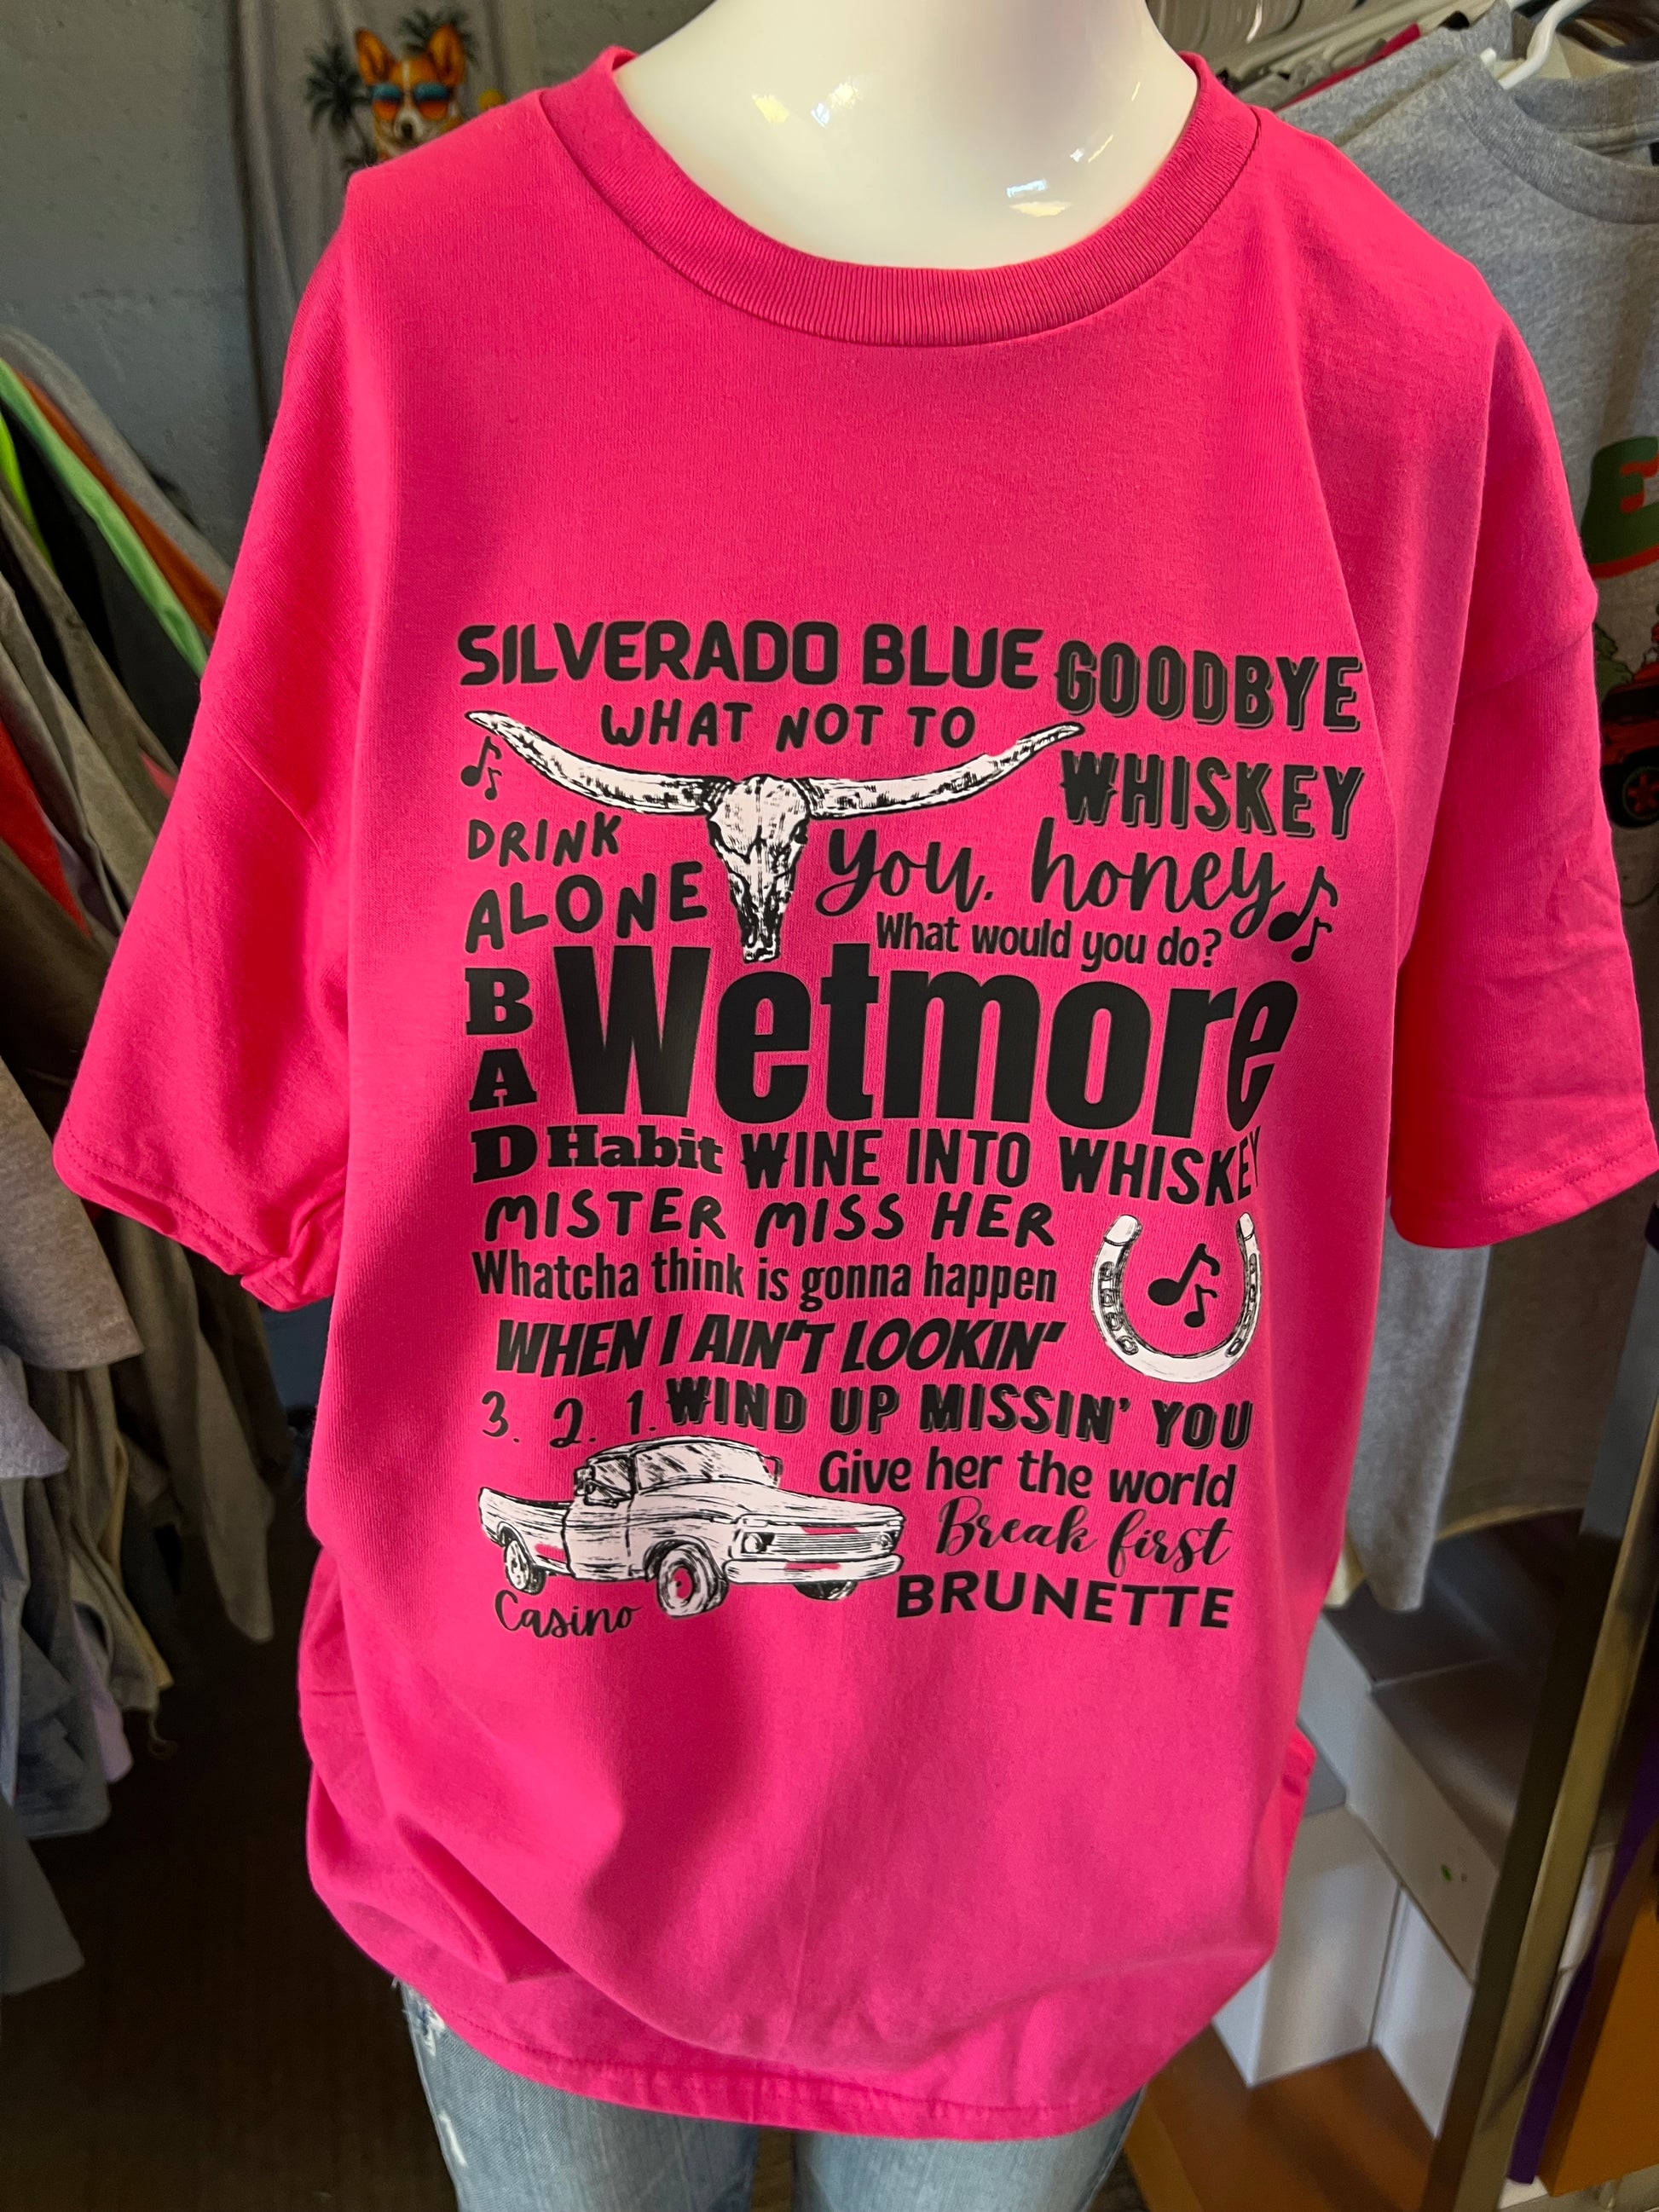 SILVERADO BLUE
GOODBYE
WHISKEY
WHAT NOT TO
DRINK
ALONE
You, honey
What would you do?
BAD
Wetmore
Habit
WINE INTO WHISKEY
MISTER MISS HER
Whatcha think is gonna happen
WHEN I AIN'T LOOKIN'
3. 2. 1.
WIND UP MISSIN' YOU
Give her the world
Break first
BRUNETTE
Casino